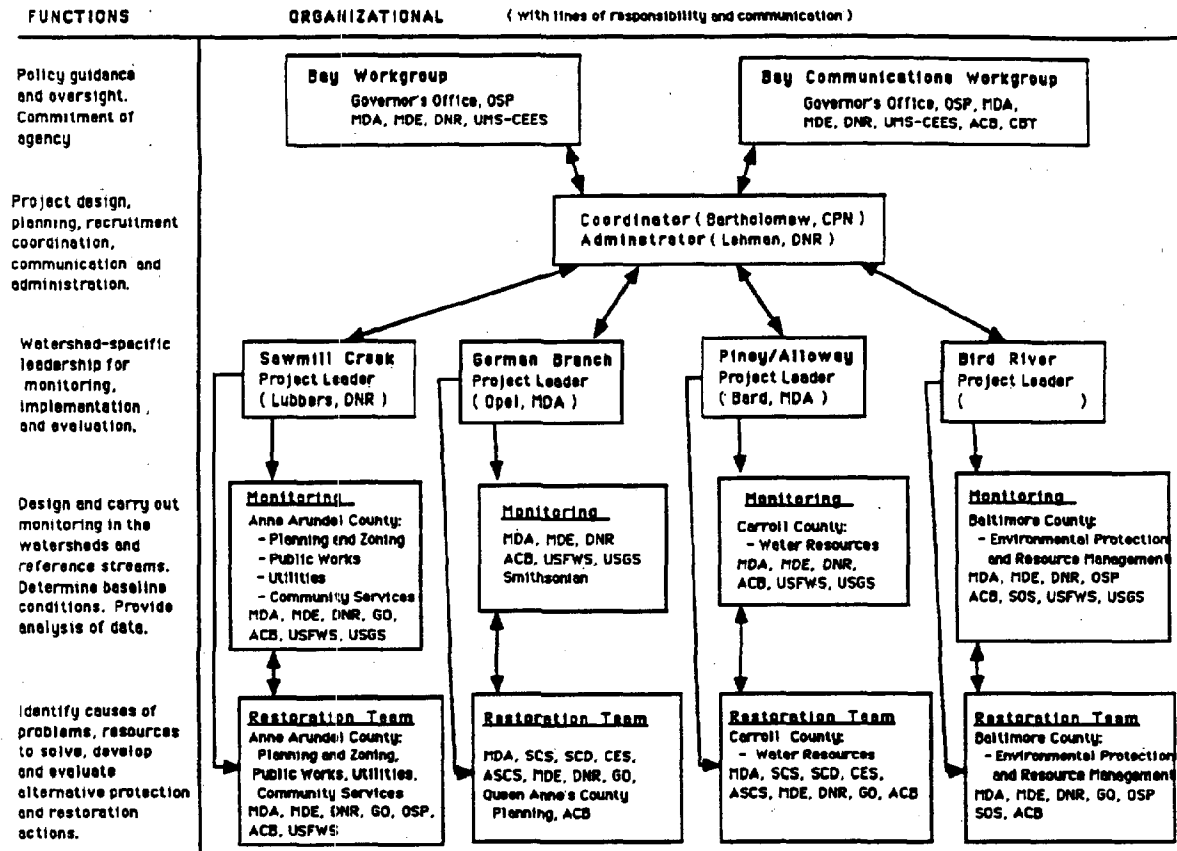 FUNCTIONS
ORGANIZATIONAL (with lines of responsibility and communication)
Policy guidance
and oversight.
Commitment of
agency
Bay Workgroup
Governor's Office, OSP
MDA, MDE, DNR, UMS-CEES
Bay Communications Workgroup
Governor's Office, OSP, MDA,
MDE, DNR, UMS-CEES, ACB, CBT
Project design,
planning, recruitment
coordination,
communication and
administration.
Coordinator (Bartholomew, CPN)
Adminstrator (Lehman, DNR)
Watershed-specific
leadership for
monitoring,
implementation,
and evaluation.
Sawmill Creek
Project Leader
(Lubbers, DNR)
German Branch
Project Leader
(Opel, MDA)
Piney/Alloway
Project Leader
(Bard, MDA)
Bird River
Project Leader
( )
Design and carry out
monitoring in the
watersheds and
reference streams.
Determine baseline
conditions. Provide
analysis of data.
Monitoring
Anne Arundel County:
- Planning and Zoning
- Public Works
- Utilities
- Community Services
MDA, MDE, DNR, GO,
ACB, USFWS, USGS
Monitoring
MDA, MDE, DNR
ACB, USFWS, USGS
Smithsonian
Monitoring
Carroll County:
- Water Resources
MDA, MDE, DNR,
ACB, USFWS, USGS
Monitoring
Baltimore County:
- Environmental Protection
and Resource Management
MDA, MDE, DNR, OSP
ACB, SOS, USFWS, USGS
Identify causes of
problems, resources
to solve, develop
and evaluate
alternative protection
and restoration
actions.
Restoration Team
Anne Arundel County:
Planning and Zoning,
Public Works, Utilities,
Community Services
MDA, MDE, DNR, GO, OSP,
ACB, USFWS
Restoration Team
MDA, SCS, SCD, CES,
ASCS, MDE, DNR, GO,
Queen Anne's County
Planning, ACB
Restoration Team
Carroll County:
- Water Resources
MDA, SCS, SCD, CES,
ASCS, MDE, DNR, GO, ACB
Restoration Team
Baltimore County:
- Environmental Protection
and Resource Management
MDA, MDE, DNR, GO, OSP
SOS, ACB